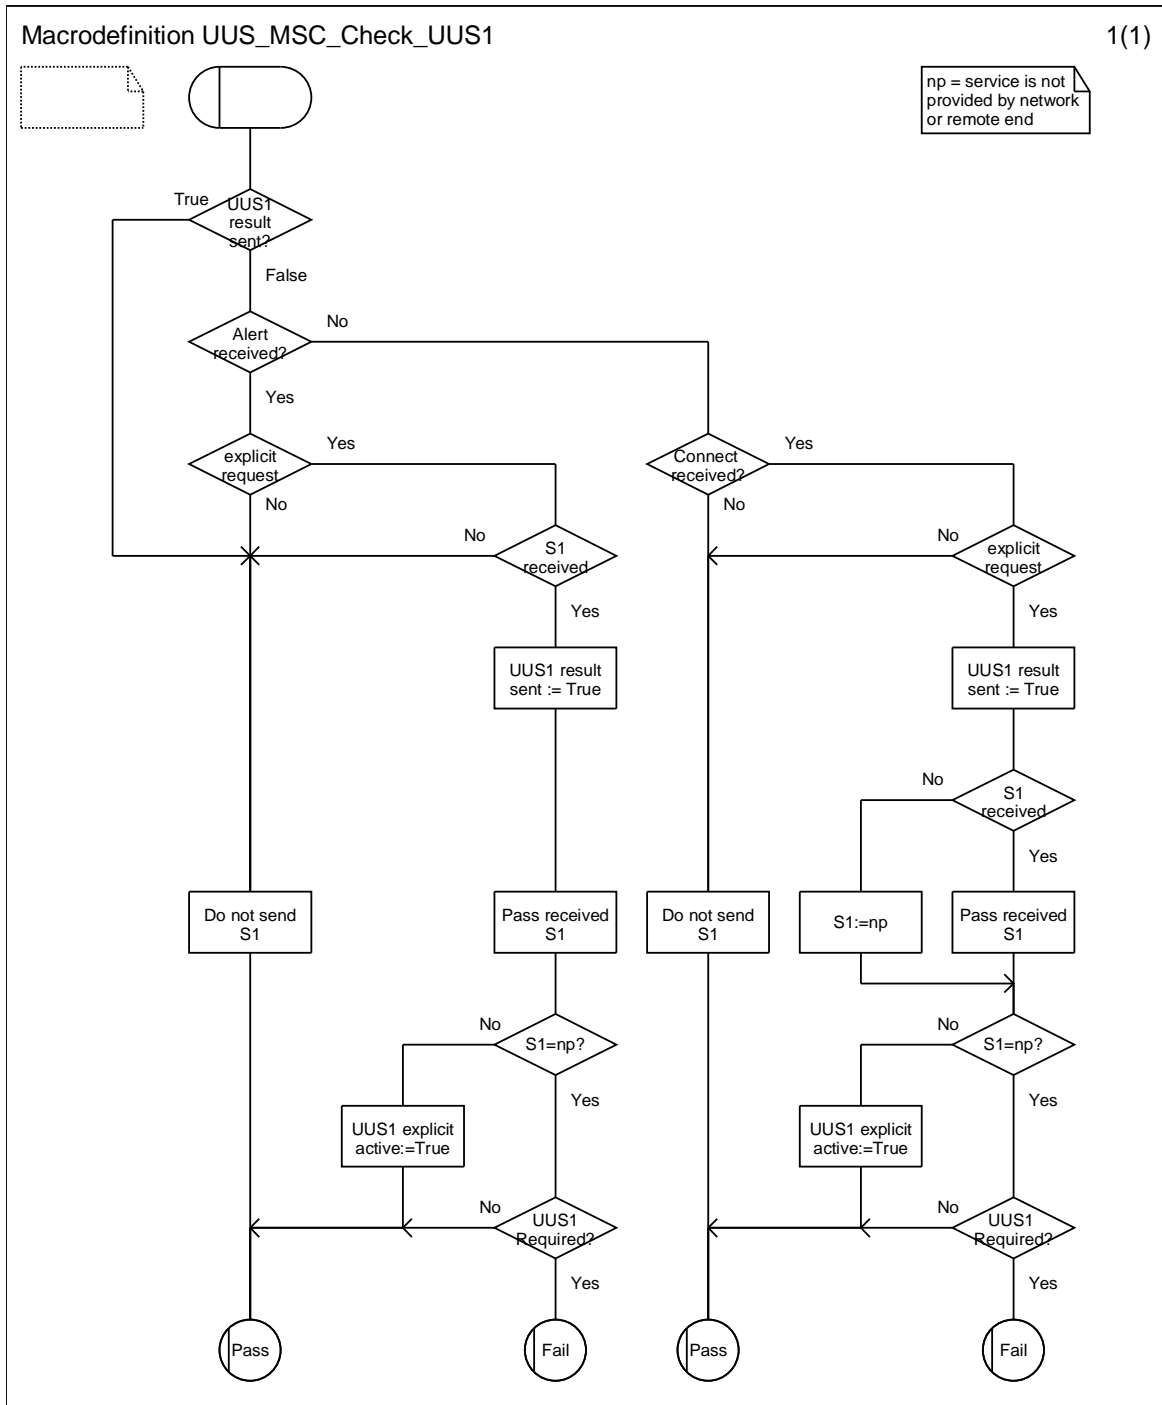 Macrodefinition UUS_MSC_Check_UUS1
1(1)
np = service is not
provided by network
or remote end
True
UUS1
result
sent?
False
Alert
received?
No
Yes
explicit
request
Yes
No
Connect
received?
Yes
No
No
S1
received
Yes
No
explicit
request
Yes
UUS1 result
sent := True
UUS1 result
sent := True
No
S1
received
Yes
Do not send
S1
Pass received
S1
Do not send
S1
S1:=np
Pass received
S1
No
S1=np?
Yes
No
S1=np?
Yes
UUS1 explicit
active:=True
UUS1 explicit
active:=True
No
UUS1
Required?
Yes
No
UUS1
Required?
Yes
Pass
Fail
Pass
Fail